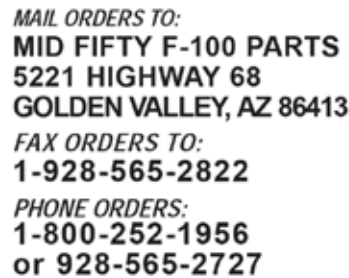 MAIL ORDERS TO:
MID FIFTY F-100 PARTS
5221 HIGHWAY 68
GOLDEN VALLEY, AZ 86413
FAX ORDERS TO:
1-928-565-2822
PHONE ORDERS:
1-800-252-1956
or 928-565-2727